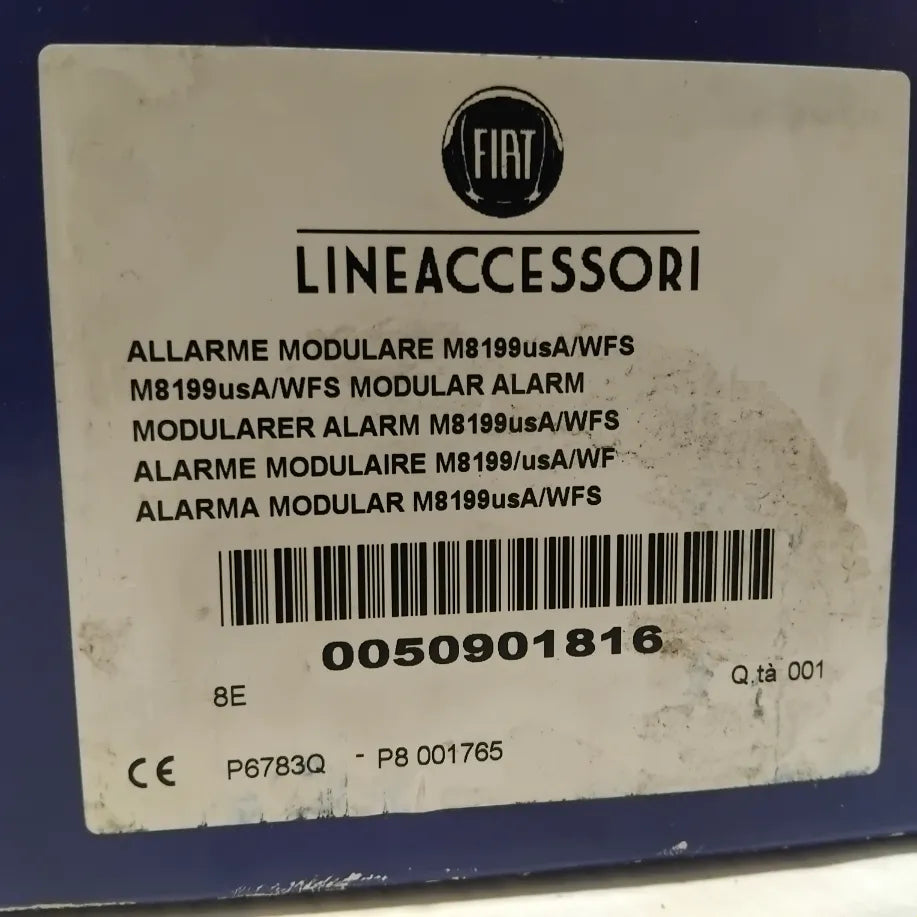 FIAT
LINEACCESSORI
ALLARME MODULARE M8199usA/WFS
M8199usA/WFS MODULAR ALARM
MODULARER ALARM M8199usA/WFS
ALARME MODULAIRE M8199/usA/WF
ALARMA MODULAR M8199usA/WFS
0050901816
8E Q.tà 001
CE P6783Q - P8 001765